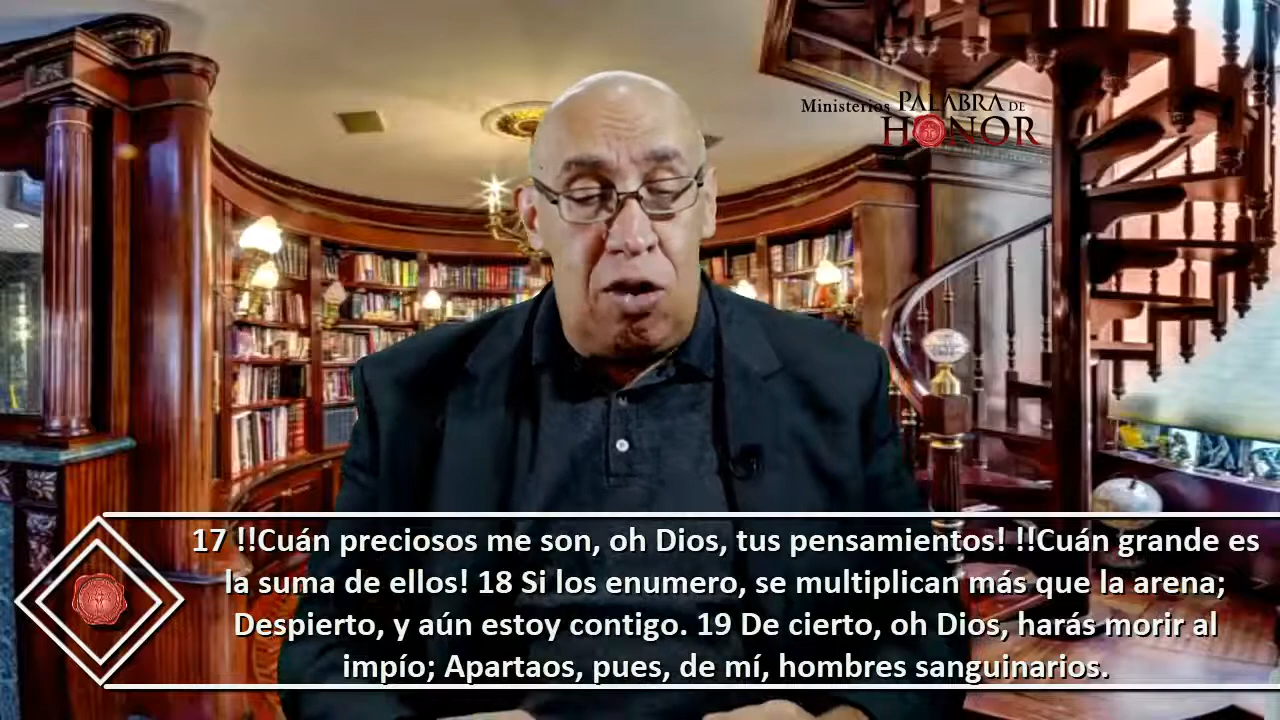 Ministerios PALABRA DE
HONOR
17 !!Cuán preciosos me son, oh Dios, tus pensamientos! !!Cuán grande es
la suma de ellos! 18 Si los enumero, se multiplican más que la arena;
Despierto, y aún estoy contigo. 19 De cierto, oh Dios, harás morir al
impío; Apartaos, pues, de mí, hombres sanguinarios.